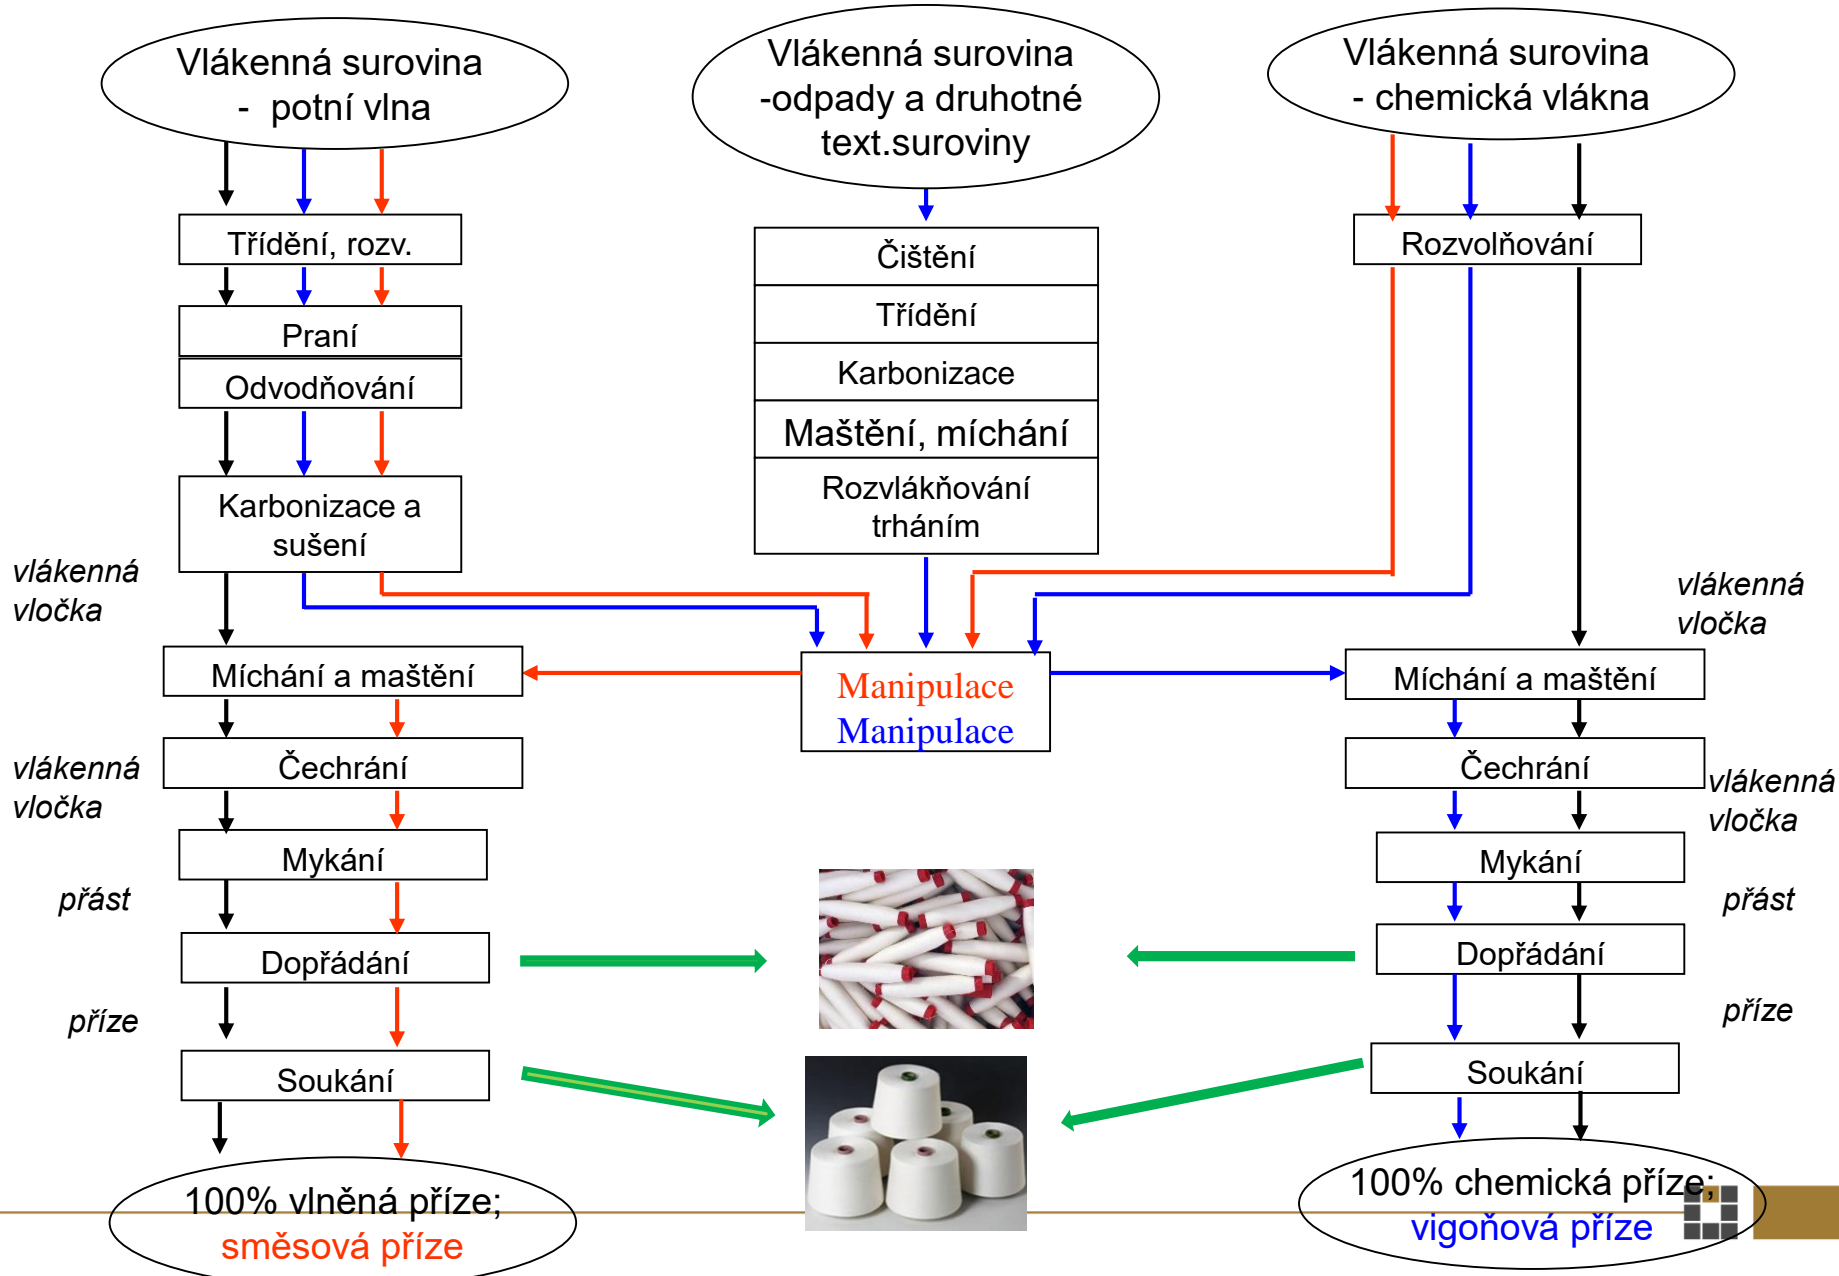 Vlákenná surovina
- potní vlna
Třídění, rozv.
Praní
Odvodňování
Karbonizace a
sušení
vlákenná
vločka
Míchání a maštění
Čechrání
vlákenná
vločka
Mykání
přást
Dopřádání
příze
Soukání
100% vlněná příze;
směsová příze
Vlákenná surovina
-odpady a druhotné
text.suroviny
Čištění
Třídění
Karbonizace
Maštění, míchání
Rozvlákňování
trháním
Manipulace
Manipulace
Vlákenná surovina
- chemická vlákna
Rozvolňování
vlákenná
vločka
Míchání a maštění
Čechrání
vlákenná
vločka
Mykání
přást
Dopřádání
příze
Soukání
100% chemická příze;
vigoňová příze